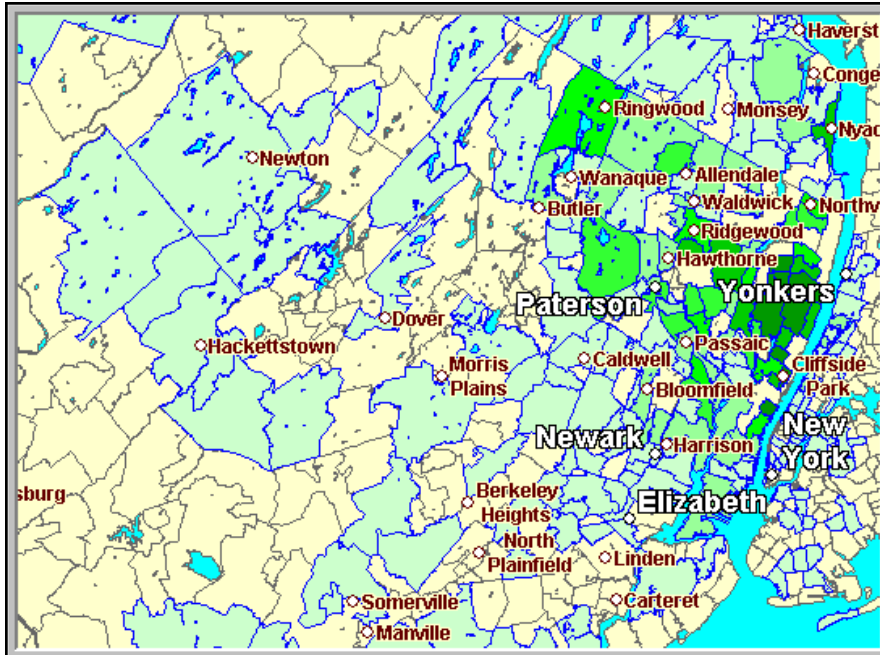 Haverst
Conge
Ringwood
Monsey
Nyac
Newton
Wanaque
Allendale
Butler
Waldwick
Northv
Ridgewood
Hawthorne
Paterson
Yonkers
Dover
Hackettstown
Passaic
Morris
Plains
Caldwell
Cliffside
Park
Bloomfield
Newark
Harrison
New
York
sburg
Berkeley
Heights
Elizabeth
North
Plainfield
Linden
Somerville
Carteret
Manville